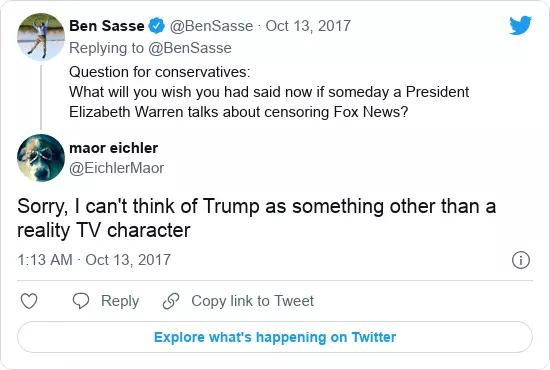 Ben Sasse @BenSasse · Oct 13, 2017
Replying to @BenSasse
Question for conservatives:
What will you wish you had said now if someday a President
Elizabeth Warren talks about censoring Fox News?
maor eichler
@EichlerMaor
Sorry, I can't think of Trump as something other than a
reality TV character
1:13 AM · Oct 13, 2017
Reply Copy link to Tweet
Explore what's happening on Twitter